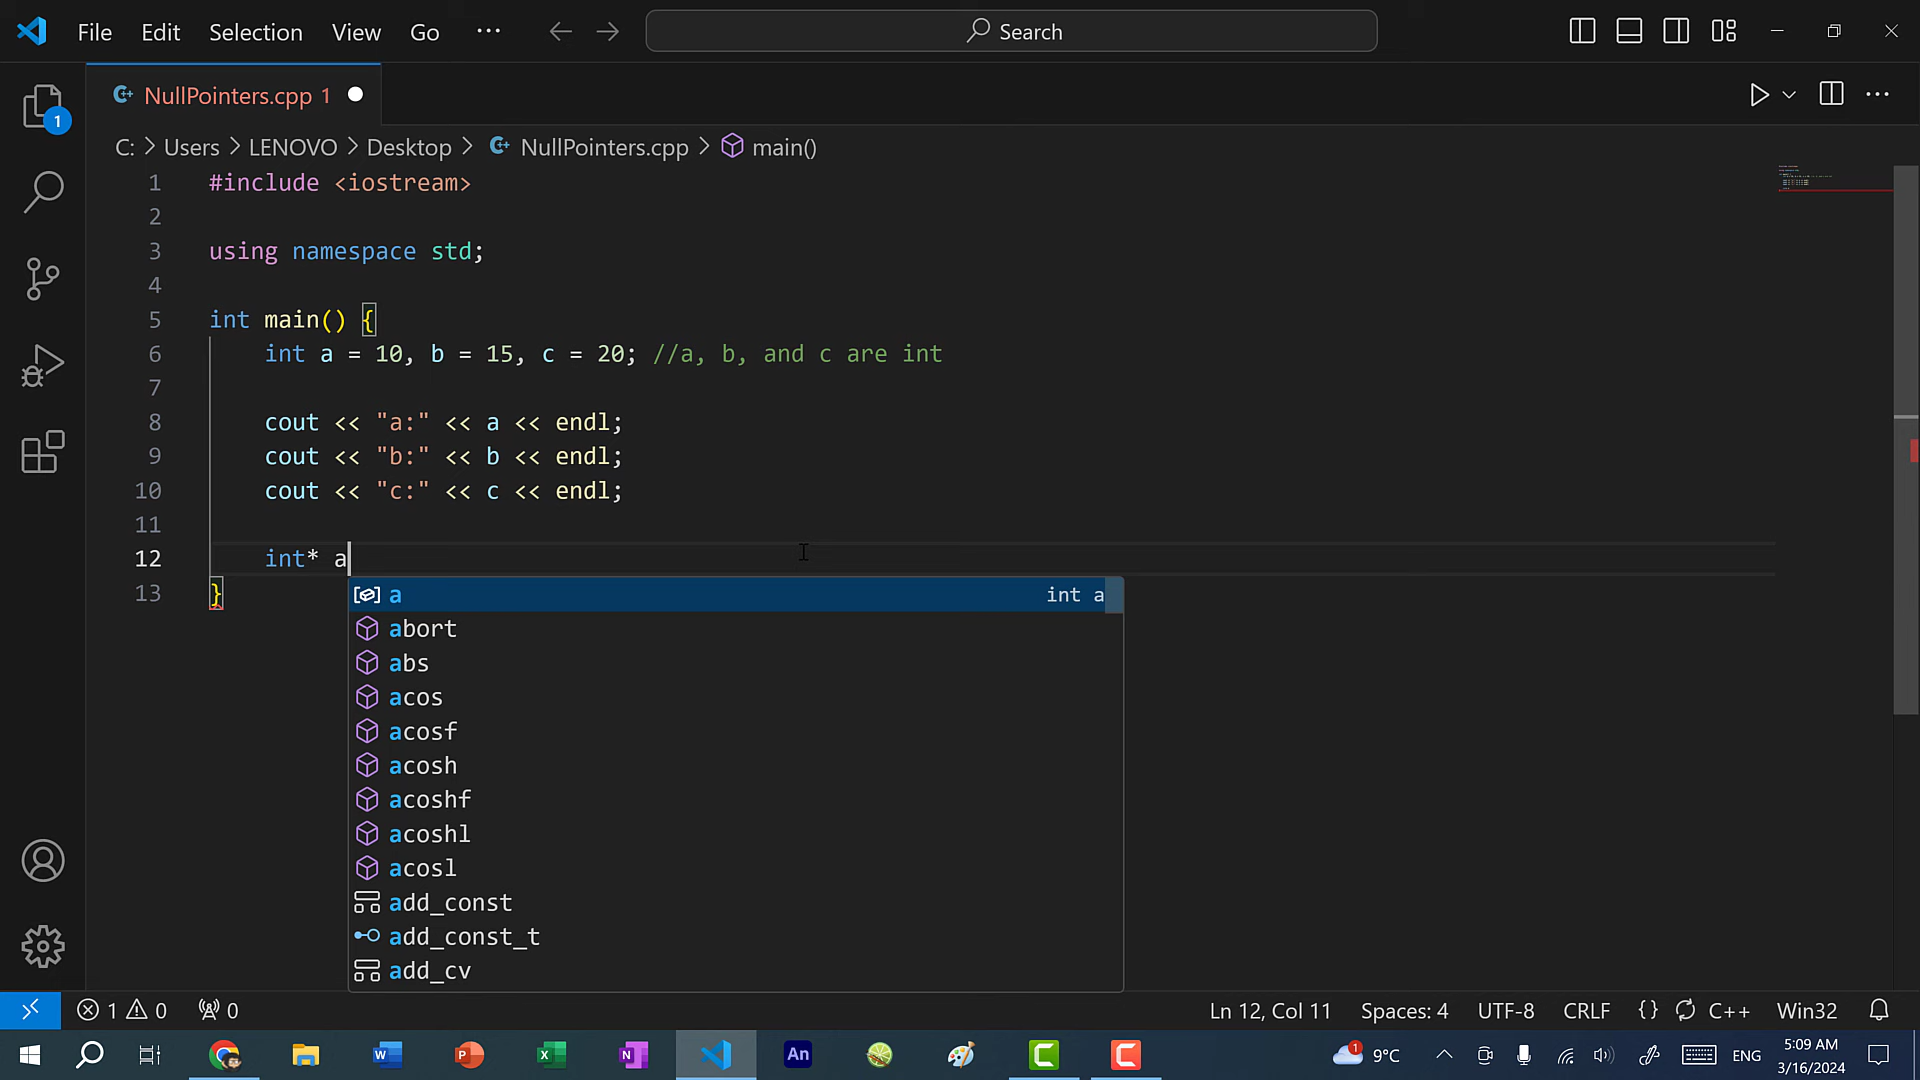 File Edit Selection View Go ··· Search
NullPointers.cpp 1
C: > Users > LENOVO > Desktop > NullPointers.cpp > main()
1 #include <iostream>
2
3 using namespace std;
4
5 int main() {
6 int a = 10, b = 15, c = 20; //a, b, and c are int
7
8 cout << "a:" << a << endl;
9 cout << "b:" << b << endl;
10 cout << "c:" << c << endl;
11
12 int* a
13 }
a int a
abort
abs
acos
acosf
acosh
acoshf
acoshl
acosl
add_const
add_const_t
add_cv
1
1 0 0 Ln 12, Col 11 Spaces: 4 UTF-8 CRLF {} C++ Win32
W P X N An 1 9°C ENG 5:09 AM
3/16/2024